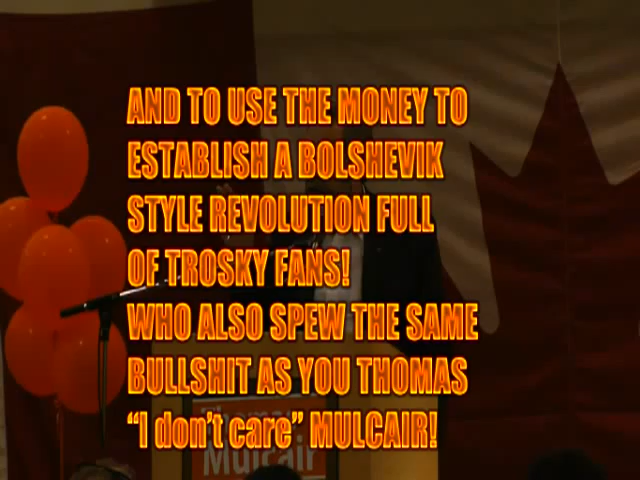 AND TO USE THE MONEY TO
ESTABLISH A BOLSHEVIK
STYLE REVOLUTION FULL
OF TROSKY FANS!
WHO ALSO SPEW THE SAME
BULLSHIT AS YOU THOMAS
“I don’t care” MULCAIR!
Thomas
Mulcair